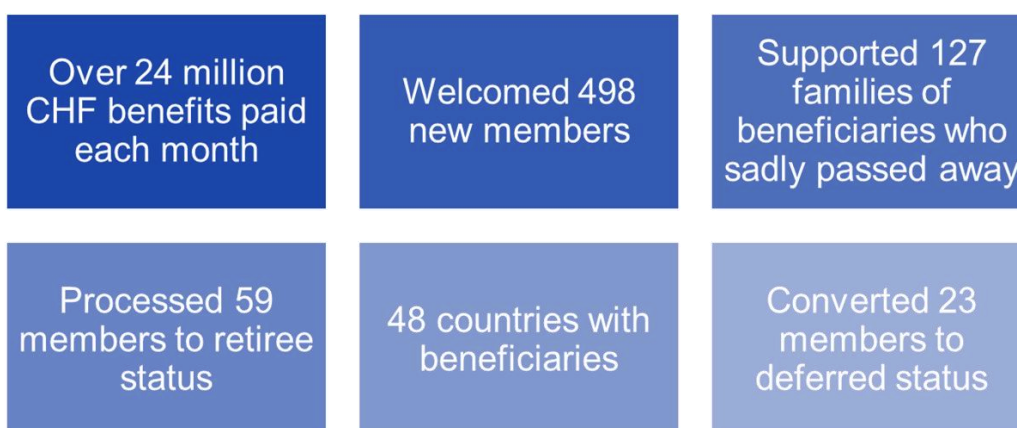 Over 24 million
CHF benefits paid
each month
Welcomed 498
new members
Supported 127
families of
beneficiaries who
sadly passed away
Processed 59
members to retiree
status
48 countries with
beneficiaries
Converted 23
members to
deferred status